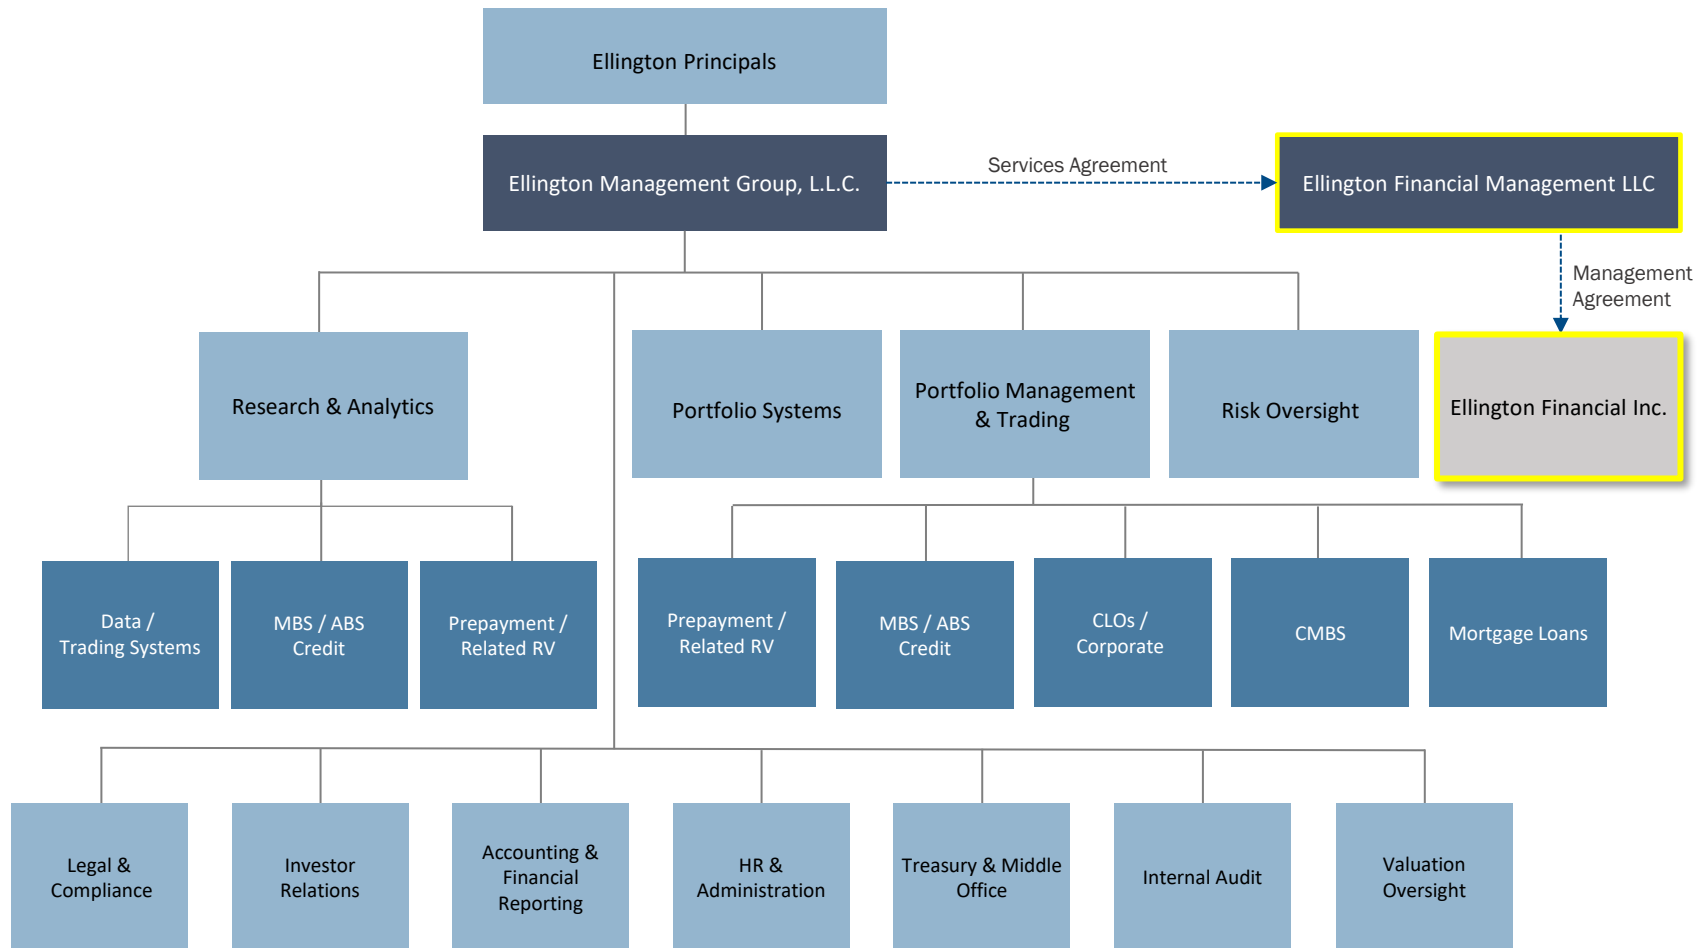 Ellington Principals
Ellington Management Group, L.L.C.
Services Agreement
Ellington Financial Management LLC
Management
Agreement
Research & Analytics
Portfolio Systems
Portfolio Management
& Trading
Risk Oversight
Ellington Financial Inc.
Data /
Trading Systems
MBS / ABS
Credit
Prepayment /
Related RV
Prepayment /
Related RV
MBS / ABS
Credit
CLOs /
Corporate
CMBS
Mortgage Loans
Legal &
Compliance
Investor
Relations
Accounting &
Financial
Reporting
HR &
Administration
Treasury & Middle
Office
Internal Audit
Valuation
Oversight